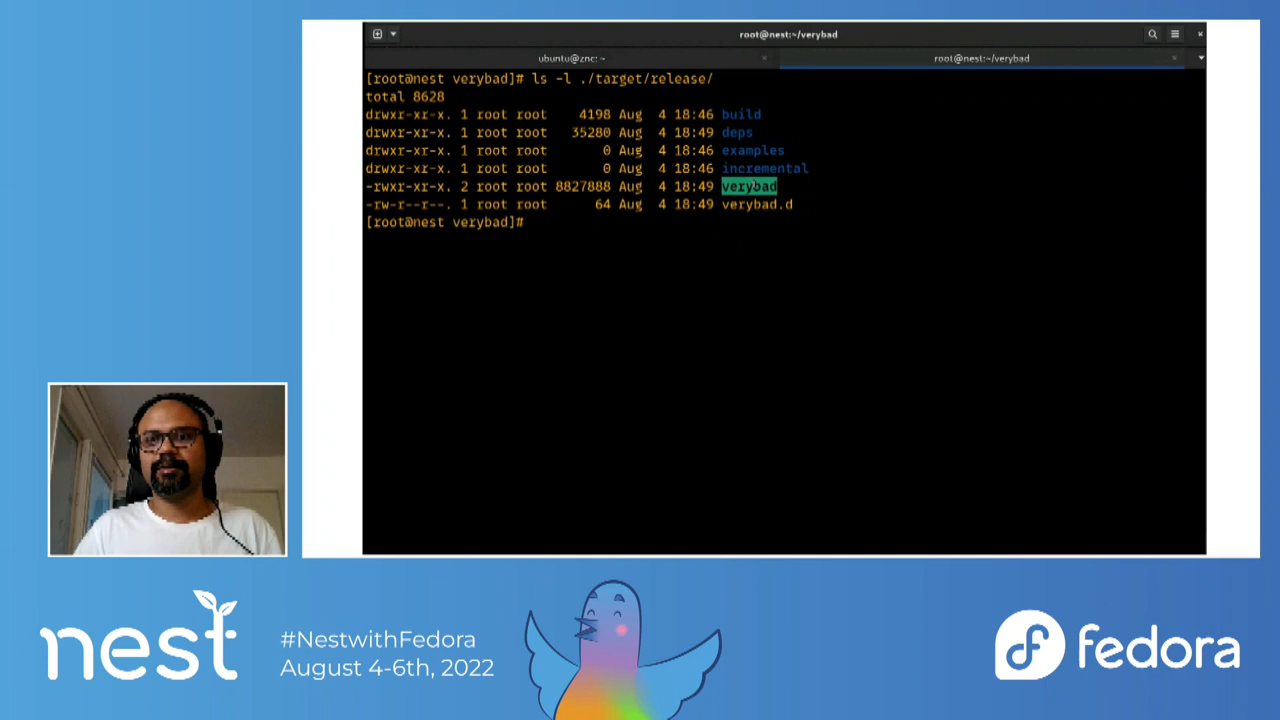 root@nest:~/verybad
ubuntu@znc: ~
root@nest:~/verybad
[root@nest verybad]# ls -l ./target/release/
total 8628
drwxr-xr-x. 1 root root    4198 Aug  4 18:46 build
drwxr-xr-x. 1 root root   35280 Aug  4 18:49 deps
drwxr-xr-x. 1 root root       0 Aug  4 18:46 examples
drwxr-xr-x. 1 root root       0 Aug  4 18:46 incremental
-rwxr-xr-x. 2 root root 8827888 Aug  4 18:49 verybad
-rw-r--r--. 1 root root      64 Aug  4 18:49 verybad.d
[root@nest verybad]#
nest
#NestwithFedora
August 4-6th, 2022
fedora